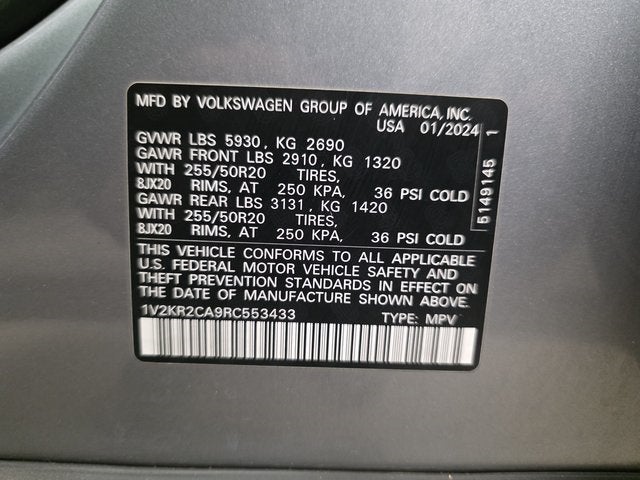 MFD BY VOLKSWAGEN GROUP OF AMERICA, INC.
USA 01/2024
GVWR LBS 5930, KG 2690
GAWR FRONT LBS 2910, KG 1320
WITH 255/50R20 TIRES,
8JX20 RIMS, AT 250 KPA, 36 PSI COLD
GAWR REAR LBS 3131, KG 1420
WITH 255/50R20 TIRES,
8JX20 RIMS, AT 250 KPA, 36 PSI COLD
THIS VEHICLE CONFORMS TO ALL APPLICABLE
U.S. FEDERAL MOTOR VEHICLE SAFETY AND
THEFT PREVENTION STANDARDS IN EFFECT ON
THE DATE OF MANUFACTURE SHOWN ABOVE.
1V2KR2CA9RC553433 TYPE: MPV
5149145 1